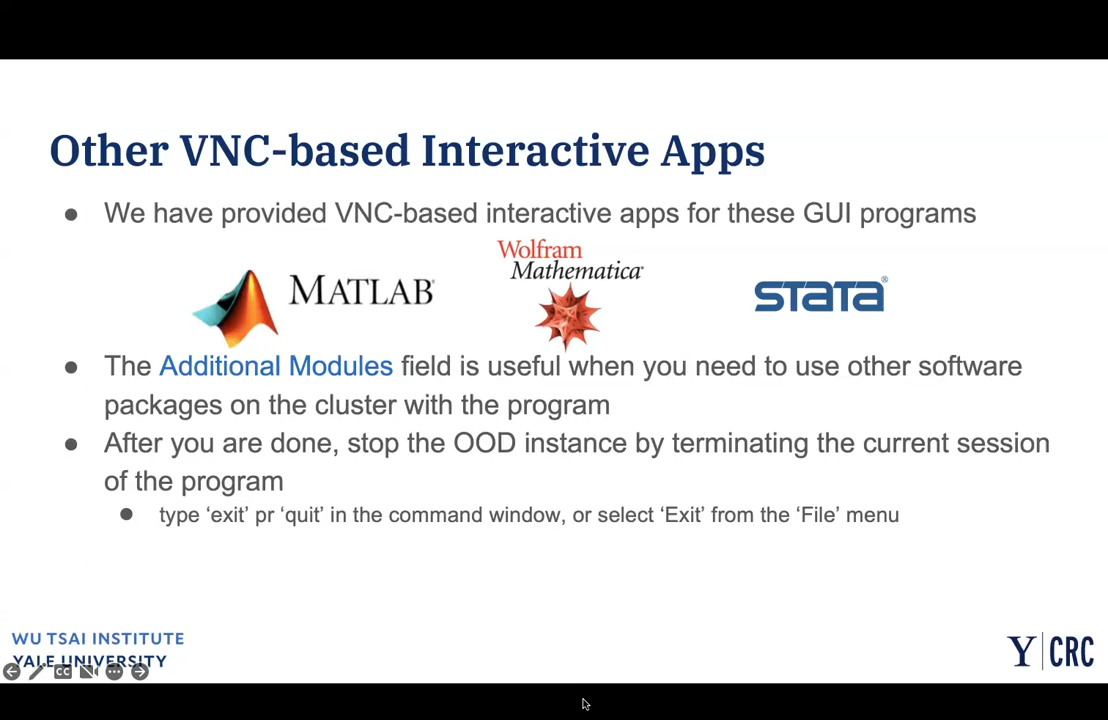 Other VNC-based Interactive Apps
● We have provided VNC-based interactive apps for these GUI programs
Wolfram
Mathematica®
MATLAB®
STATA®
● The Additional Modules field is useful when you need to use other software
packages on the cluster with the program
● After you are done, stop the OOD instance by terminating the current session
of the program
● type ‘exit’ pr ‘quit’ in the command window, or select ‘Exit’ from the ‘File’ menu
WU TSAI INSTITUTE
YALE UNIVERSITY
CC
Y | CRC